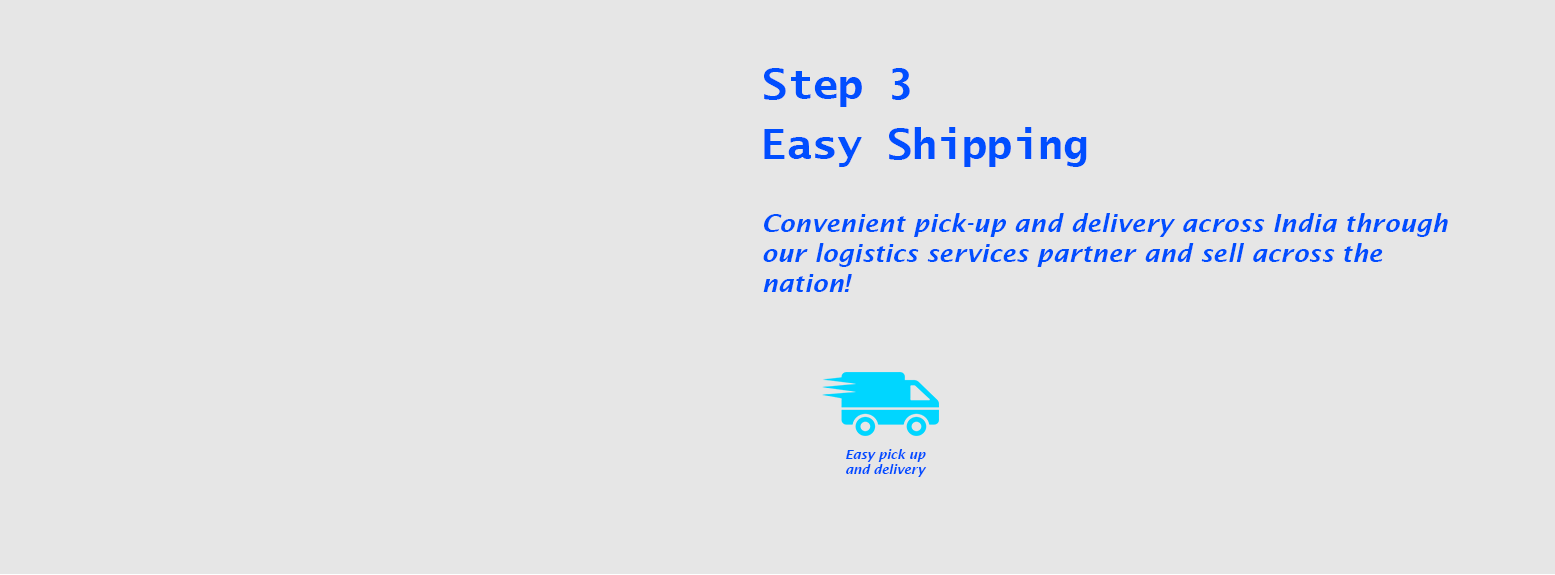 Step 3
Easy Shipping
Convenient pick-up and delivery across India through
our logistics services partner and sell across the
nation!
Easy pick up
and delivery